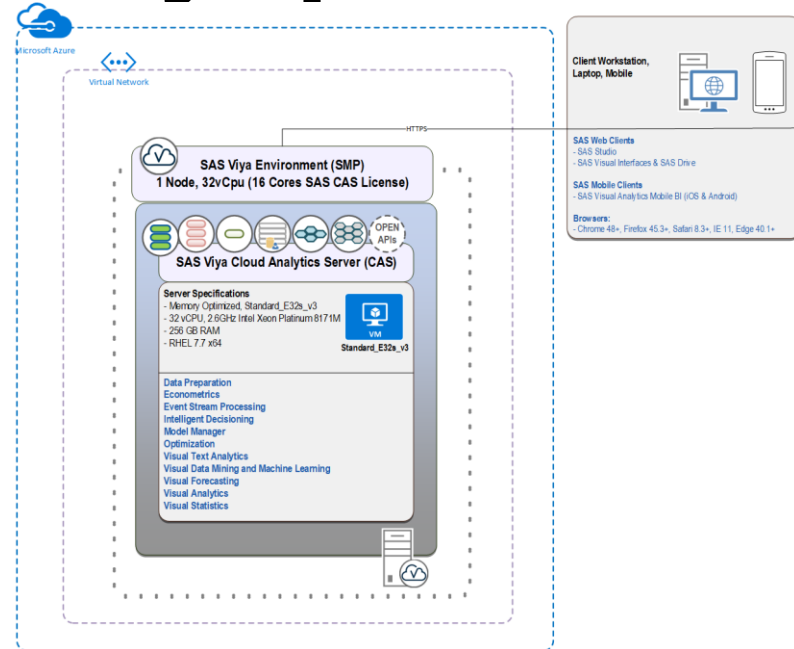 Microsoft Azure
Virtual Network
HTTPS
SAS Viya Environment (SMP)
1 Node, 32vCpu (16 Cores SAS CAS License)
OPEN
APIs
SAS Viya Cloud Analytics Server (CAS)
Server Specifications
- Memory Optimized, Standard_E32s_v3
- 32 vCPU, 2.6GHz Intel Xeon Platinum 8171M
- 256 GB RAM
- RHEL 7.7 x64
VM
Standard_E32s_v3
Data Preparation
Econometrics
Event Stream Processing
Intelligent Decisioning
Model Manager
Optimization
Visual Text Analytics
Visual Data Mining and Machine Learning
Visual Forecasting
Visual Analytics
Visual Statistics
Client Workstation,
Laptop, Mobile
SAS Web Clients
- SAS Studio
- SAS Visual Interfaces & SAS Drive
SAS Mobile Clients
- SAS Visual Analytics Mobile BI (iOS & Android)
Browsers:
- Chrome 48+, Firefox 45.3+, Safari 8.3+, IE 11, Edge 40.1+